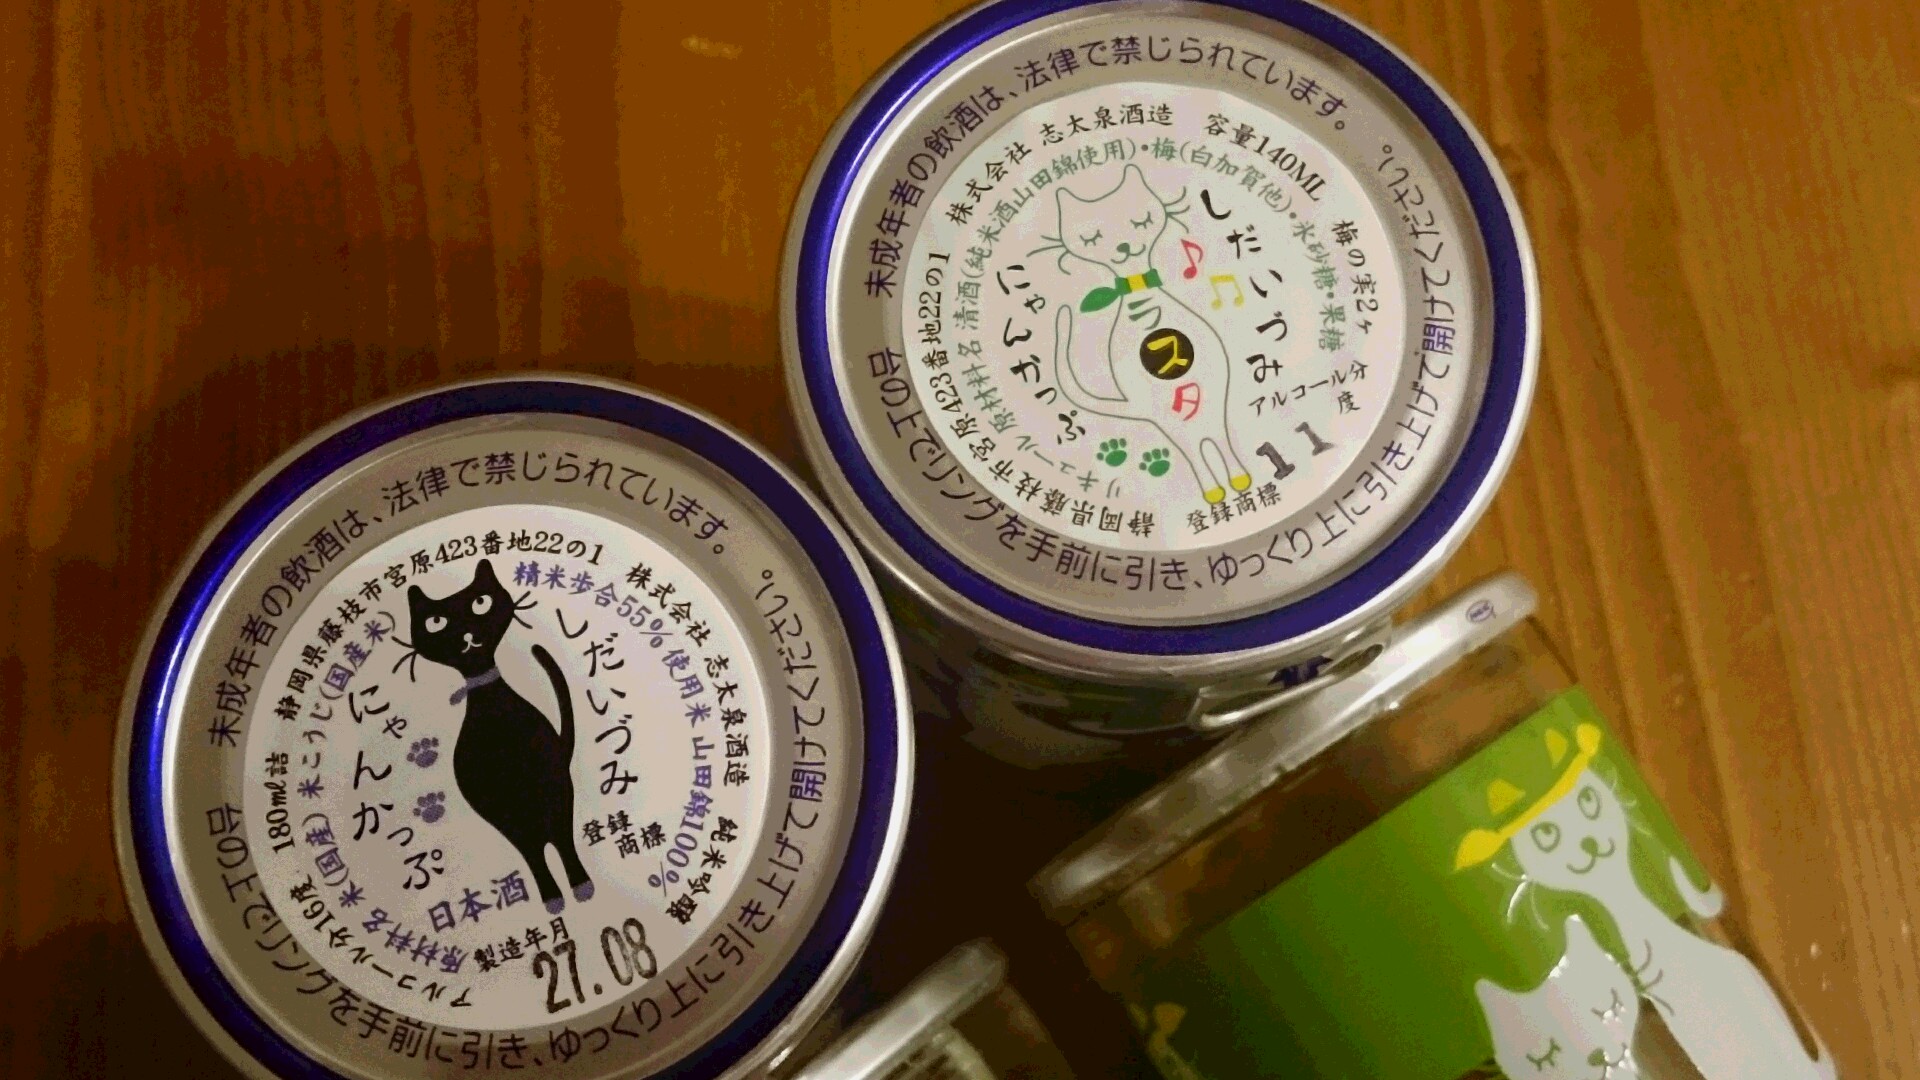 未成年者の飲酒は、法律で禁じられています。
ツメでリングを手前に引き、ゆっくり上に引き上げて開けてください。
静岡県藤枝市宮原423番地22の1 株式会社 志太泉酒造 純米吟醸
精米歩合55% 使用米 山田錦100%
しだいづみ
にゃんかっぷ
登録
商標
日本酒
原材料名 米(国産) 米こうじ(国産米)
アルコール分16度 180ml詰
製造年月
27.08
未成年者の飲酒は、法律で禁じられています。
リングを手前に引き、ゆっくり上に引き上げて開けてください。
静岡県藤枝市宮原423番地22の1 株式会社 志太泉酒造 容量140ML 梅の実2ヶ
リキュール 原材料名 清酒(純米酒山田錦使用)・梅(白加賀他)・氷砂糖・果糖
しだいづみ
にゃんかっぷ
ラ
ス
タ
アルコール分
度
11
登録商標